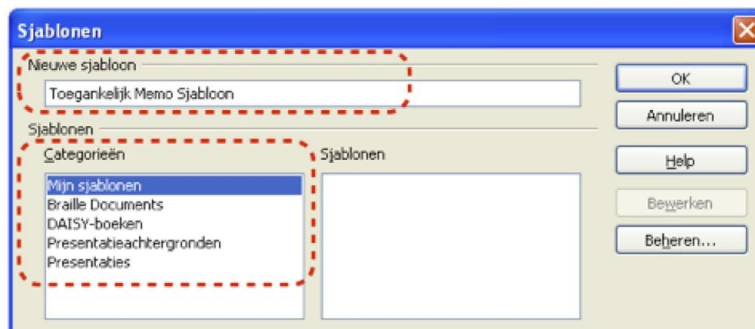 Sjablonen
Nieuwe sjabloon
Toegankelijk Memo Sjabloon
Sjablonen
Categorieën
Mijn sjablonen
Braille Documents
DAISY-boeken
Presentatieachtergronden
Presentaties
Sjablonen
OK
Annuleren
Help
Bewerken
Beheren...